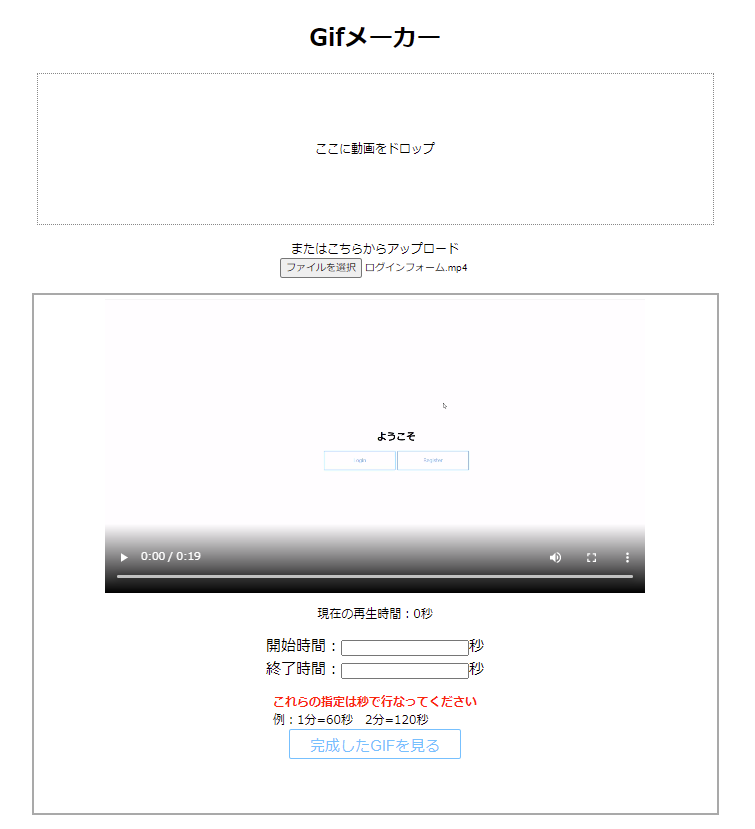 Gifメーカー
ここに動画をドロップ
またはこちらからアップロード
ファイルを選択 ログインフォーム.mp4
ようこそ
Login Register
0:00 / 0:19
現在の再生時間：0秒
開始時間：秒
終了時間：秒
これらの指定は秒で行なってください
例：1分=60秒　2分=120秒
完成したGIFを見る